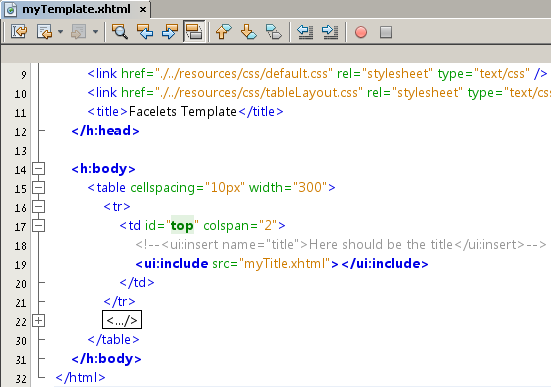 myTemplate.xhtml
9 <link href="./../resources/css/default.css" rel="stylesheet" type="text/css" />
10 <link href="./../resources/css/tableLayout.css" rel="stylesheet" type="text/css
11 <title>Facelets Template</title>
12 </h:head>
13
14 <h:body>
15 <table cellspacing="10px" width="300">
16 <tr>
17 <td id="top" colspan="2">
18 <!--<ui:insert name="title">Here should be the title</ui:insert>-->
19 <ui:include src="myTitle.xhtml"></ui:include>
20 </td>
21 </tr>
22 <.../>
30 </table>
31 </h:body>
32 </html>